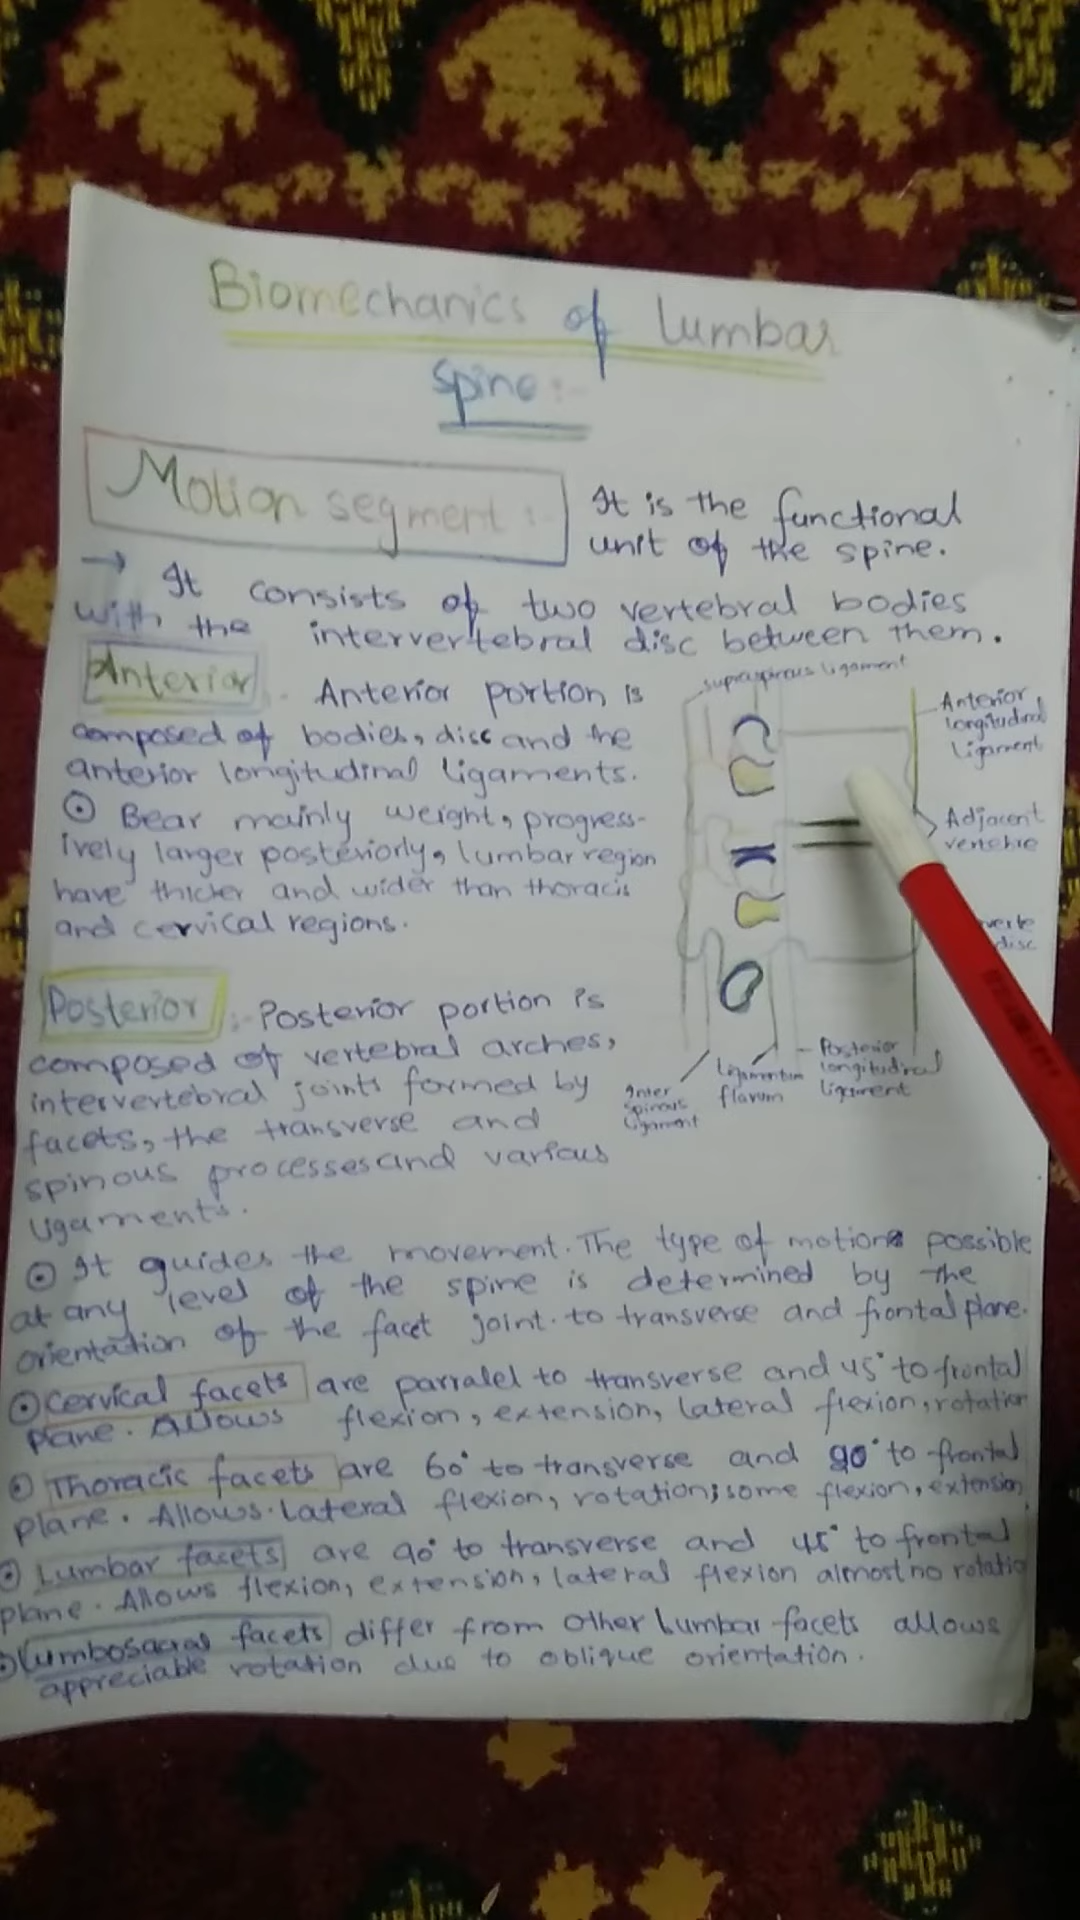 Biomechanics of Lumbar
Spine:-
Motion segment :-
It is the functional
unit of the spine.
→ It consists of two vertebral bodies
with the intervertebral disc between them.
Anterior :- Anterior portion is
composed of bodies, disc and the
anterior longitudinal ligaments.
⊙ Bear mainly weight, progress-
ively larger posteriorly, lumbar region
have thicker and wider than thoracis
and cervical regions.
supraspinous ligament
Anterior
longitudinal
ligament
Adjacent
vertebre
verte
disc
Posterior
longitudinal
ligament
Ligamentum
flavum
Inter
spinous
ligament
Posterior :- Posterior portion is
composed of vertebral arches,
intervertebral joints formed by
facets, the transverse and
spinous processes and various
ligaments.
⊙ It guides the movement. The type of motions possible
at any level of the spine is determined by the
orientation of the facet joint. to transverse and frontal plane.
⊙ Cervical facets are parralel to transverse and 45° to frontal
plane. Allows flexion, extension, lateral flexion, rotation
⊙ Thoracic facets are 60° to transverse and 90° to frontal
plane. Allows. Lateral flexion, rotation; some flexion, extension,
⊙ Lumbar facets are 90° to transverse and 45° to frontal
plane. Allows flexion, extension, lateral flexion almost no rotatio
⊙ Lumbosacral facets differ from other Lumbar facets allows
appreciable rotation due to oblique orientation.